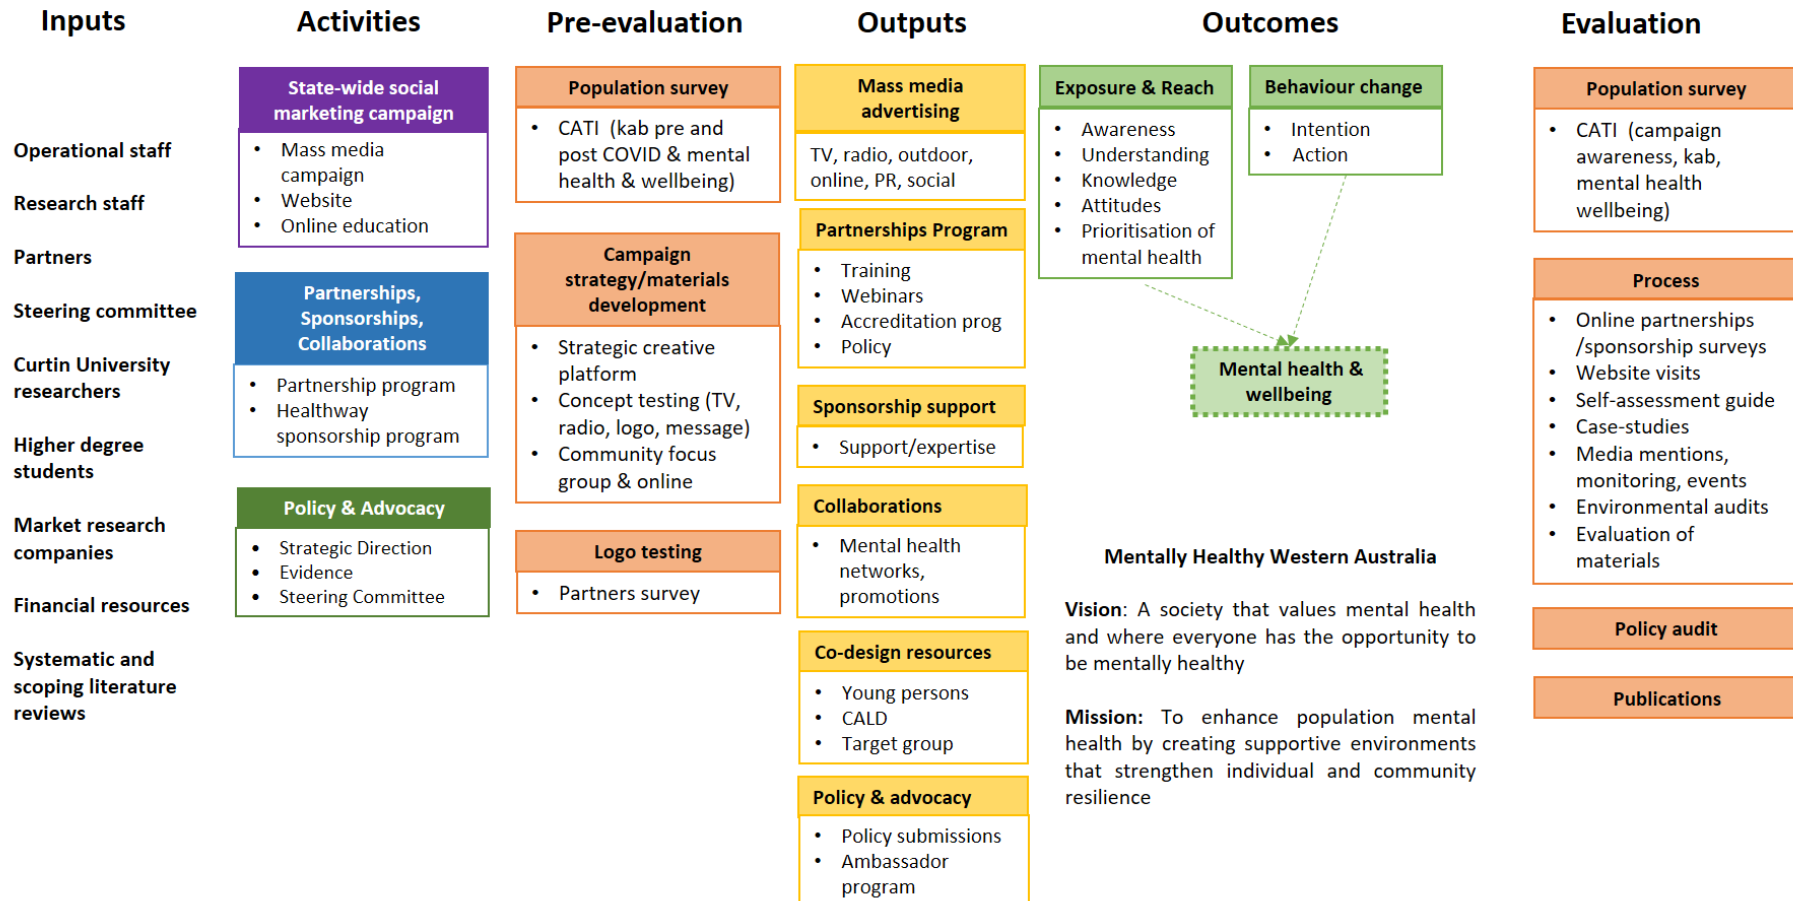 Inputs
Operational staff
Research staff
Partners
Steering committee
Curtin University
researchers
Higher degree
students
Market research
companies
Financial resources
Systematic and
scoping literature
reviews
Activities
State-wide social
marketing campaign
• Mass media
campaign
• Website
• Online education
Partnerships,
Sponsorships,
Collaborations
• Partnership program
• Healthway
sponsorship program
Policy & Advocacy
• Strategic Direction
• Evidence
• Steering Committee
Pre-evaluation
Population survey
• CATI (kab pre and
post COVID & mental
health & wellbeing)
Campaign
strategy/materials
development
• Strategic creative
platform
• Concept testing (TV,
radio, logo, message)
• Community focus
group & online
Logo testing
• Partners survey
Outputs
Mass media
advertising
TV, radio, outdoor,
online, PR, social
Partnerships Program
• Training
• Webinars
• Accreditation prog
• Policy
Sponsorship support
• Support/expertise
Collaborations
• Mental health
networks,
promotions
Co-design resources
• Young persons
• CALD
• Target group
Policy & advocacy
• Policy submissions
• Ambassador
program
Outcomes
Exposure & Reach
• Awareness
• Understanding
• Knowledge
• Attitudes
• Prioritisation of
mental health
Behaviour change
• Intention
• Action
Mental health &
wellbeing
Mentally Healthy Western Australia
Vision: A society that values mental health
and where everyone has the opportunity to
be mentally healthy
Mission: To enhance population mental
health by creating supportive environments
that strengthen individual and community
resilience
Evaluation
Population survey
• CATI (campaign
awareness, kab,
mental health
wellbeing)
Process
• Online partnerships
/sponsorship surveys
• Website visits
• Self-assessment guide
• Case-studies
• Media mentions,
monitoring, events
• Environmental audits
• Evaluation of
materials
Policy audit
Publications